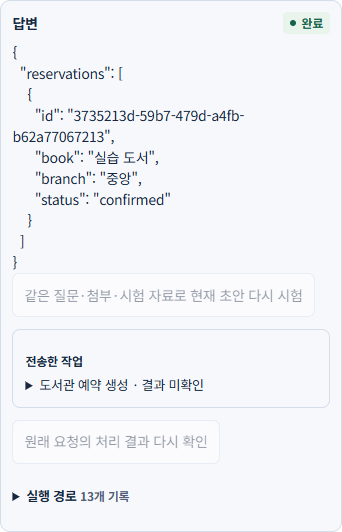 답변
● 완료
{
"reservations": [
{
"id": "3735213d-59b7-479d-a4fb-
b62a77067213",
"book": "실습 도서",
"branch": "중앙",
"status": "confirmed"
}
]
}
같은 질문·첨부·시험 자료로 현재 초안 다시 시험
전송한 작업
▶ 도서관 예약 생성 · 결과 미확인
원래 요청의 처리 결과 다시 확인
▶ 실행 경로 13개 기록